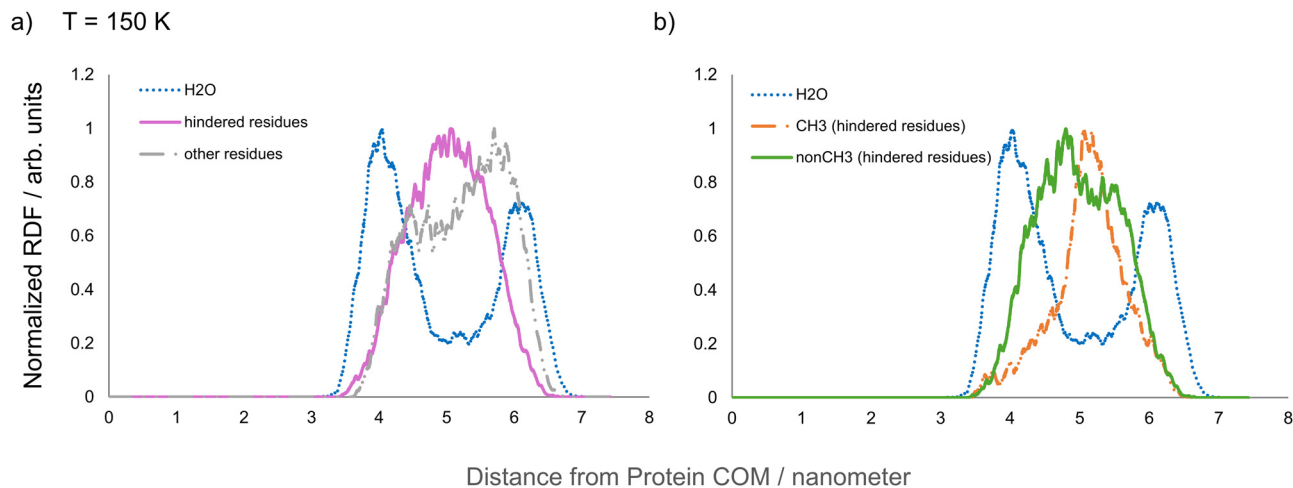 a) T = 150 K
Normalized RDF / arb. units
1.2
1
0.8
0.6
0.4
0.2
0
0 1 2 3 4 5 6 7 8
H2O
hindered residues
other residues
b)
1.2
1
0.8
0.6
0.4
0.2
0
0 1 2 3 4 5 6 7 8
H2O
CH3 (hindered residues)
nonCH3 (hindered residues)
Distance from Protein COM / nanometer